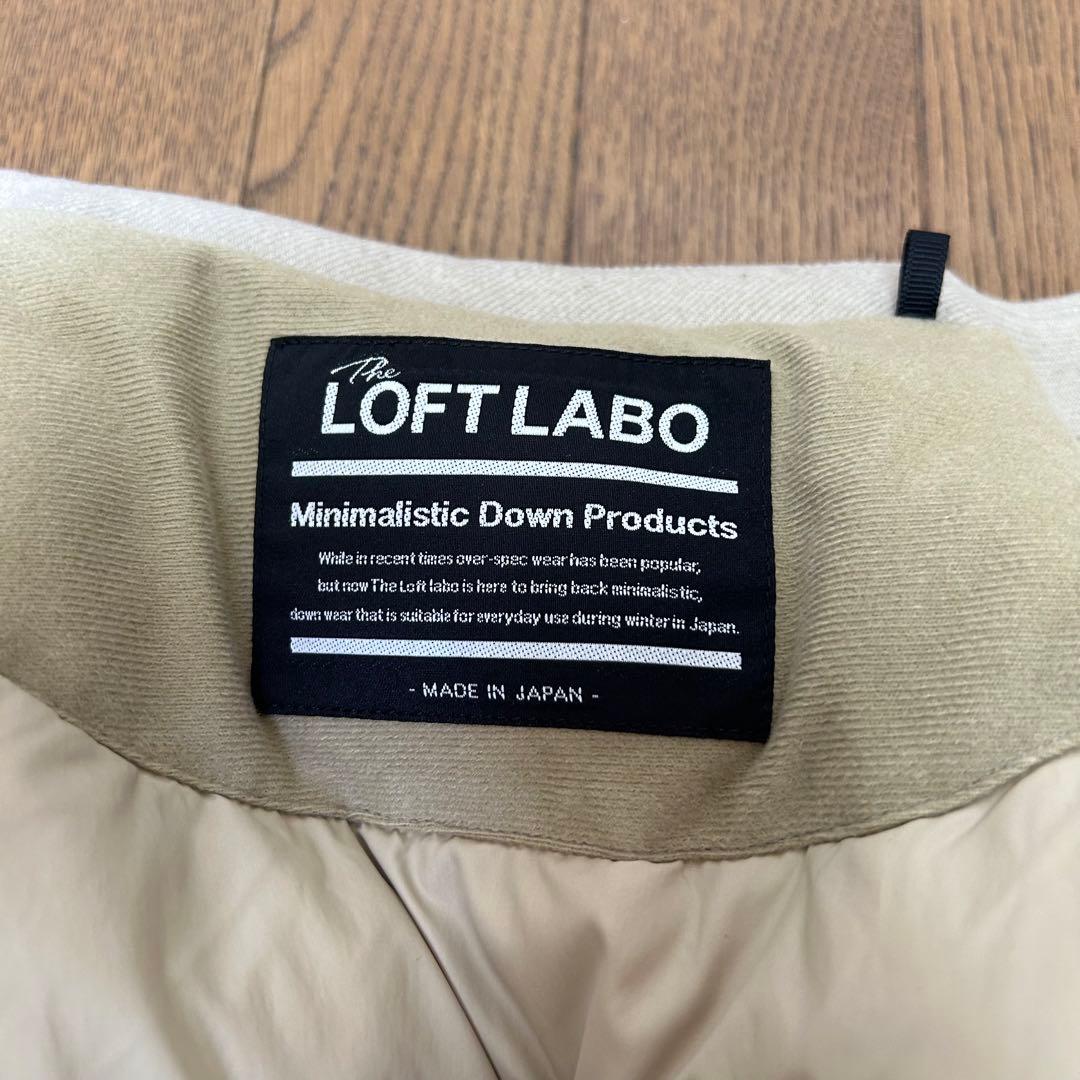 The
LOFT LABO
Minimalistic Down Products
While in recent times over-spec wear has been popular,
but now The Loft labo is here to bring back minimalistic,
down wear that is suitable for everyday use during winter in Japan.
- MADE IN JAPAN -